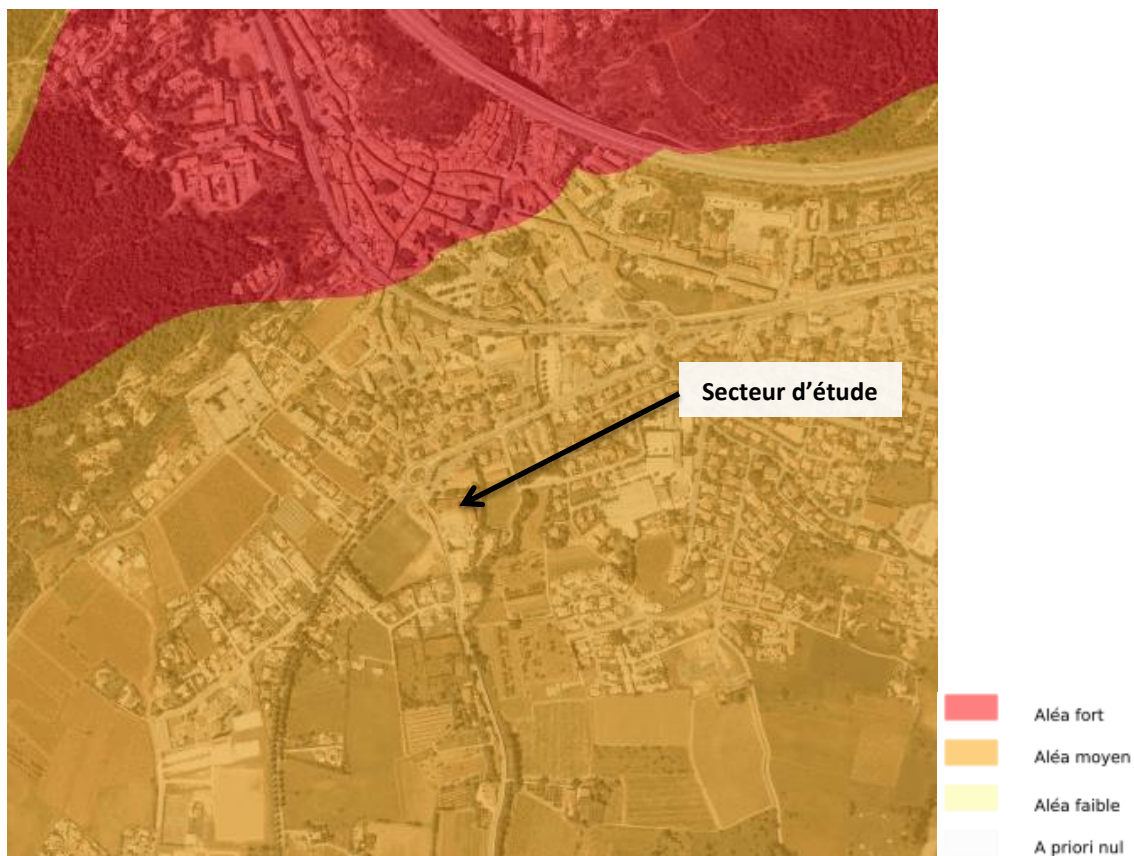 Secteur d’étude
Aléa fort
Aléa moyen
Aléa faible
A priori nul